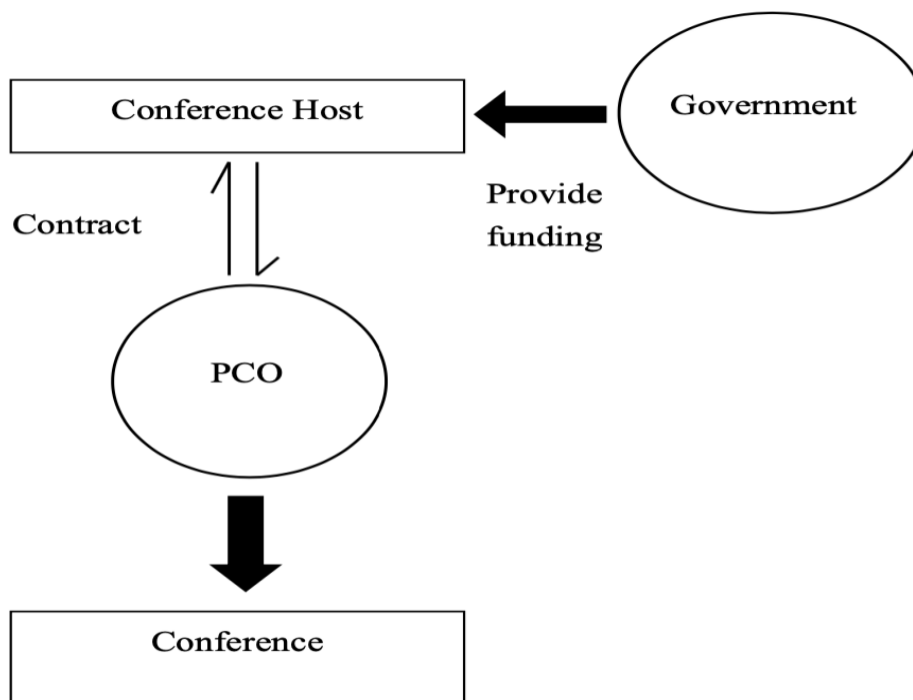 Conference Host
Government
Contract
Provide
funding
PCO
Conference